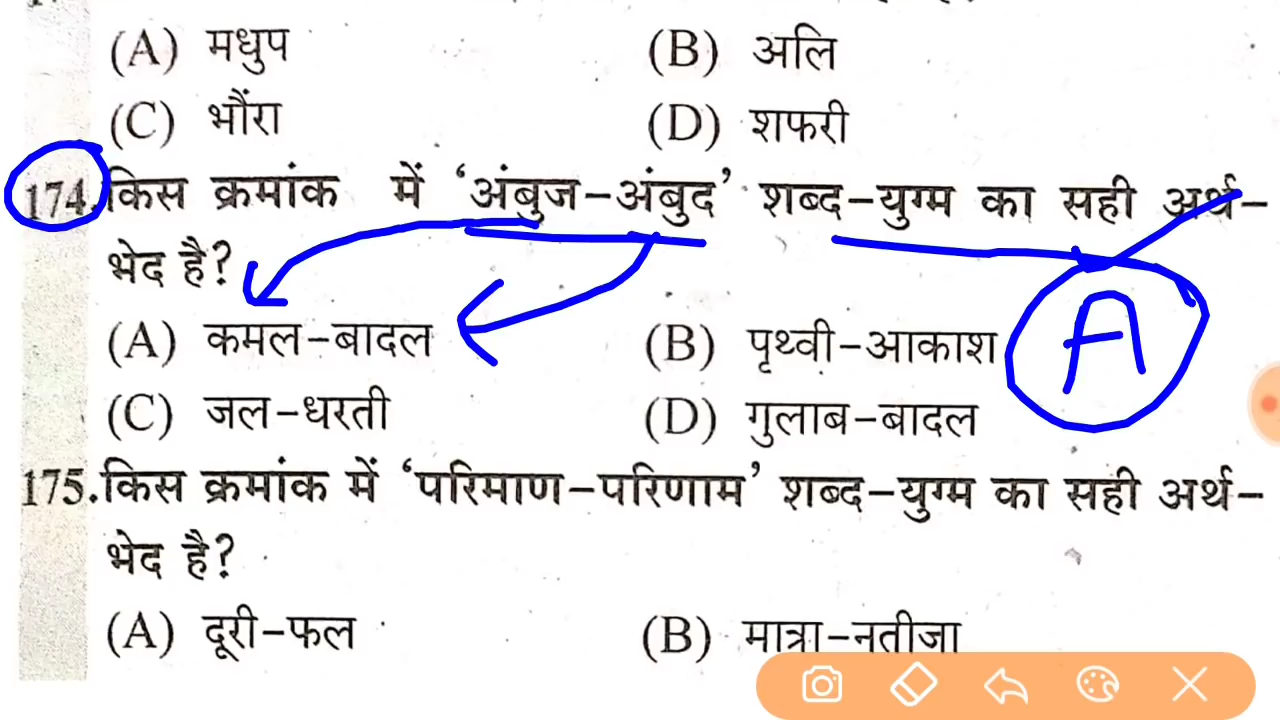 (A) मधुप (B) अलि
(C) भौंरा (D) शफरी
174. किस क्रमांक में ‘अंबुज-अंबुद’ शब्द-युग्म का सही अर्थ-
भेद है?
(A) कमल-बादल (B) पृथ्वी-आकाश A
(C) जल-धरती (D) गुलाब-बादल
175. किस क्रमांक में ‘परिमाण-परिणाम’ शब्द-युग्म का सही अर्थ-
भेद है?
(A) दूरी-फल (B) मात्रा-नतीजा